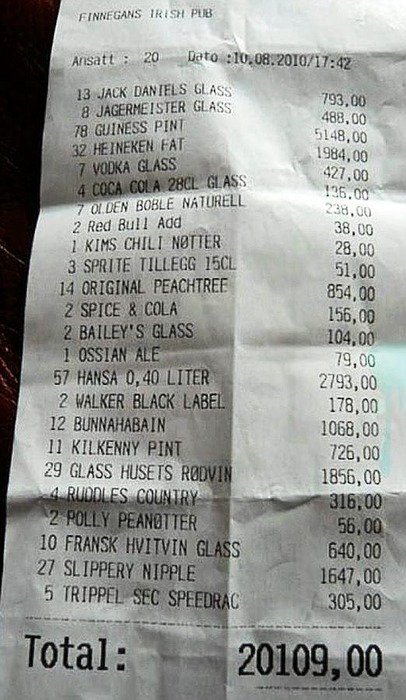 FINNEGANS IRISH PUB
Ansatt : 20 Dato :10.08.2010/17:42
13 JACK DANIELS GLASS 793,00
8 JAGERMEISTER GLASS 488,00
78 GUINESS PINT 5148,00
32 HEINEKEN FAT 1984,00
7 VODKA GLASS 427,00
4 COCA COLA 28CL GLASS 136,00
7 OLDEN BOBLE NATURELL 238,00
2 Red Bull Add 38,00
1 KIMS CHILI NØTTER 28,00
3 SPRITE TILLEGG 15CL 51,00
14 ORIGINAL PEACHTREE 854,00
2 SPICE & COLA 156,00
2 BAILEY'S GLASS 104,00
1 OSSIAN ALE 79,00
57 HANSA 0,40 LITER 2793,00
2 WALKER BLACK LABEL 178,00
12 BUNNAHABAIN 1068,00
11 KILKENNY PINT 726,00
29 GLASS HUSETS RØDVIN 1856,00
4 RUDDLES COUNTRY 316,00
2 POLLY PEANØTTER 56,00
10 FRANSK HVITVIN GLASS 640,00
27 SLIPPERY NIPPLE 1647,00
5 TRIPPEL SEC SPEEDRAC 305,00
Total: 20109,00